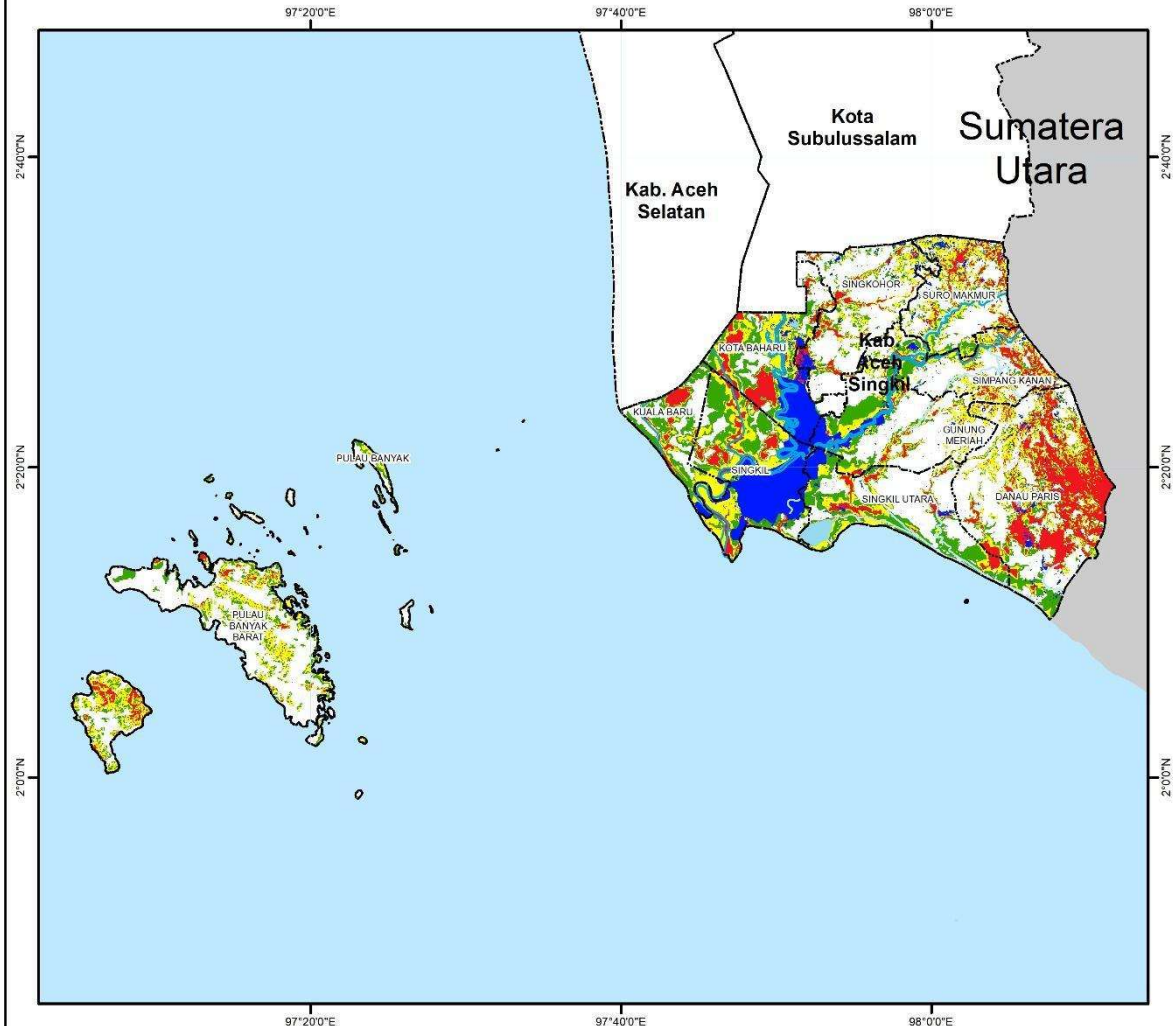 97°20'0"E
97°40'0"E
98°0'0"E
2°40'0"N
2°40'0"N
Kota
Subulussalam
Sumatera
Utara
Kab. Aceh
Selatan
SINGKOHOR
SURO MAKMUR
KOTA BAHARU
Kab.
Aceh
Singkil
SIMPANG KANAN
KUALA BARU
GUNUNG
MERIAH
PULAU BANYAK
2°20'0"N
2°20'0"N
SINGKIL
SINGKIL UTARA
DANAU PARIS
PULAU
BANYAK
BARAT
2°0'0"N
2°0'0"N
97°20'0"E
97°40'0"E
98°0'0"E